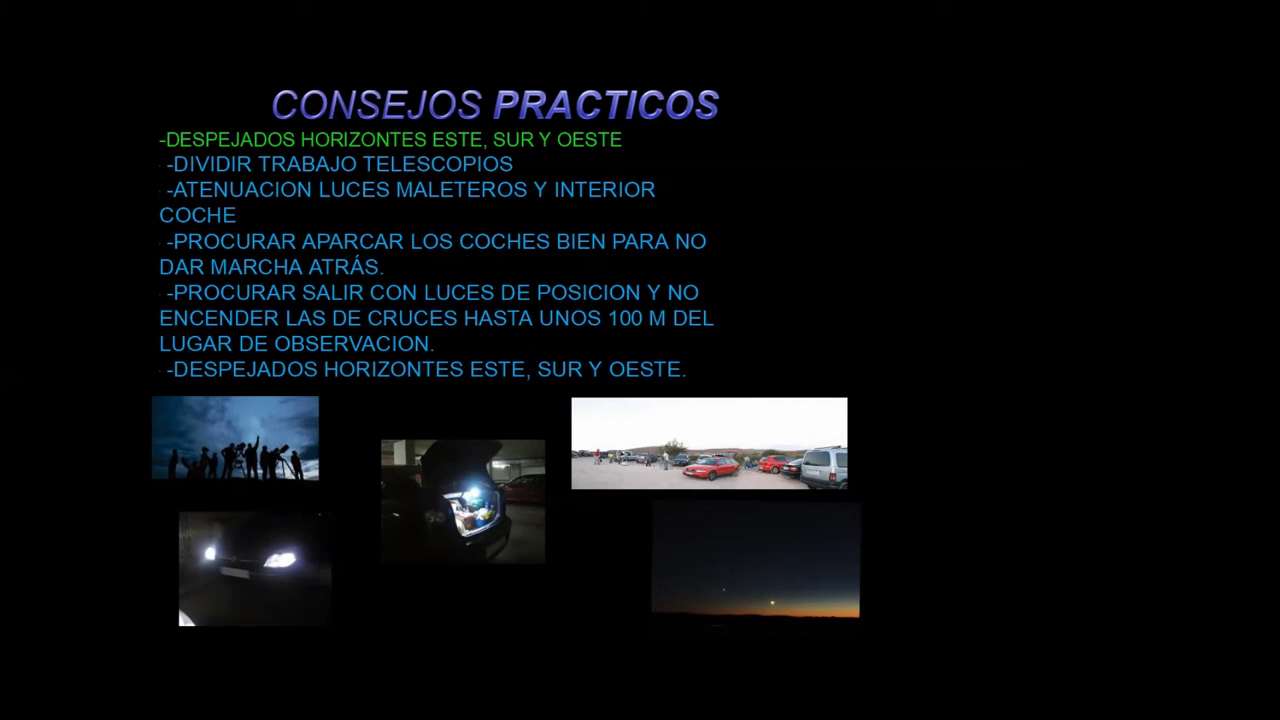 CONSEJOS PRACTICOS
-DESPEJADOS HORIZONTES ESTE, SUR Y OESTE
-DIVIDIR TRABAJO TELESCOPIOS
-ATENUACION LUCES MALETEROS Y INTERIOR
COCHE
-PROCURAR APARCAR LOS COCHES BIEN PARA NO
DAR MARCHA ATRÁS.
-PROCURAR SALIR CON LUCES DE POSICION Y NO
ENCENDER LAS DE CRUCES HASTA UNOS 100 M DEL
LUGAR DE OBSERVACION.
-DESPEJADOS HORIZONTES ESTE, SUR Y OESTE.